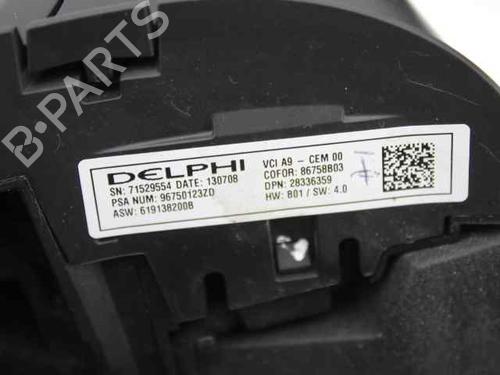 B-PARTS
DELPHI
SN: 71529554 DATE: 130708
PSA NUM: 96750123ZD
ASW: 619138200B
VCI A9 - CEM 00
COFOR: 86758B03
DPN: 28336359
HW: B01 / SW: 4.0